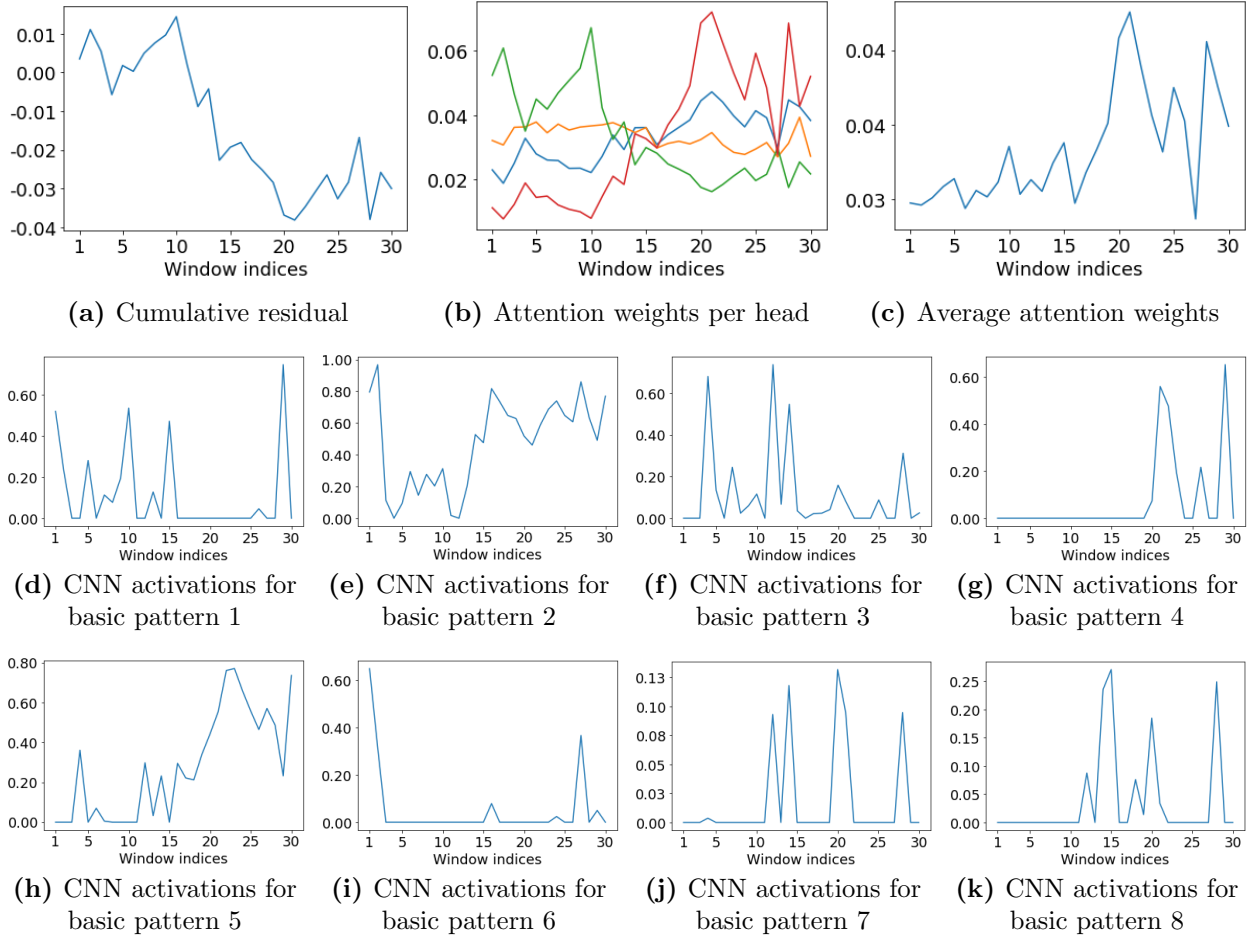 0.01
0.00
-0.01
-0.01
-0.02
-0.03
-0.03
-0.04
1 5 10 15 20 25 30
Window indices
(a) Cumulative residual
0.06
0.04
0.02
1 5 10 15 20 25 30
Window indices
(b) Attention weights per head
0.04
0.04
0.03
1 5 10 15 20 25 30
Window indices
(c) Average attention weights
0.60
0.40
0.20
0.00
1 5 10 15 20 25 30
Window indices
(d) CNN activations for
basic pattern 1
1.00
0.80
0.60
0.40
0.20
0.00
1 5 10 15 20 25 30
Window indices
(e) CNN activations for
basic pattern 2
0.60
0.40
0.20
0.00
1 5 10 15 20 25 30
Window indices
(f) CNN activations for
basic pattern 3
0.60
0.40
0.20
0.00
1 5 10 15 20 25 30
Window indices
(g) CNN activations for
basic pattern 4
0.80
0.60
0.40
0.20
0.00
1 5 10 15 20 25 30
Window indices
(h) CNN activations for
basic pattern 5
0.60
0.40
0.20
0.00
1 5 10 15 20 25 30
Window indices
(i) CNN activations for
basic pattern 6
0.13
0.10
0.08
0.05
0.03
0.00
1 5 10 15 20 25 30
Window indices
(j) CNN activations for
basic pattern 7
0.25
0.20
0.15
0.10
0.05
0.00
1 5 10 15 20 25 30
Window indices
(k) CNN activations for
basic pattern 8